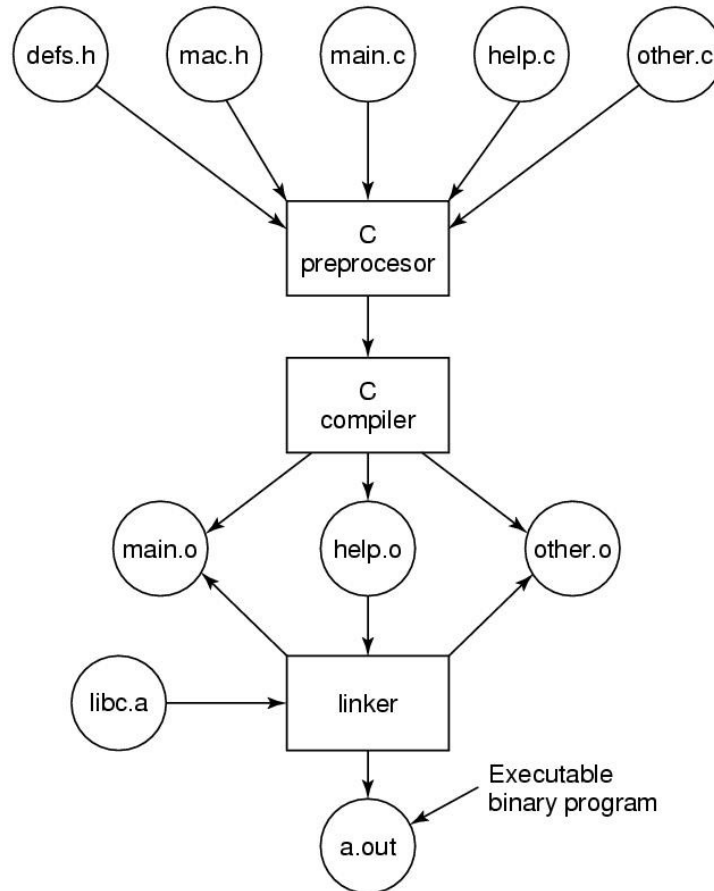 defs.h
mac.h
main.c
help.c
other.c
C
preprocesor
C
compiler
main.o
help.o
other.o
libc.a
linker
Executable
binary program
a.out